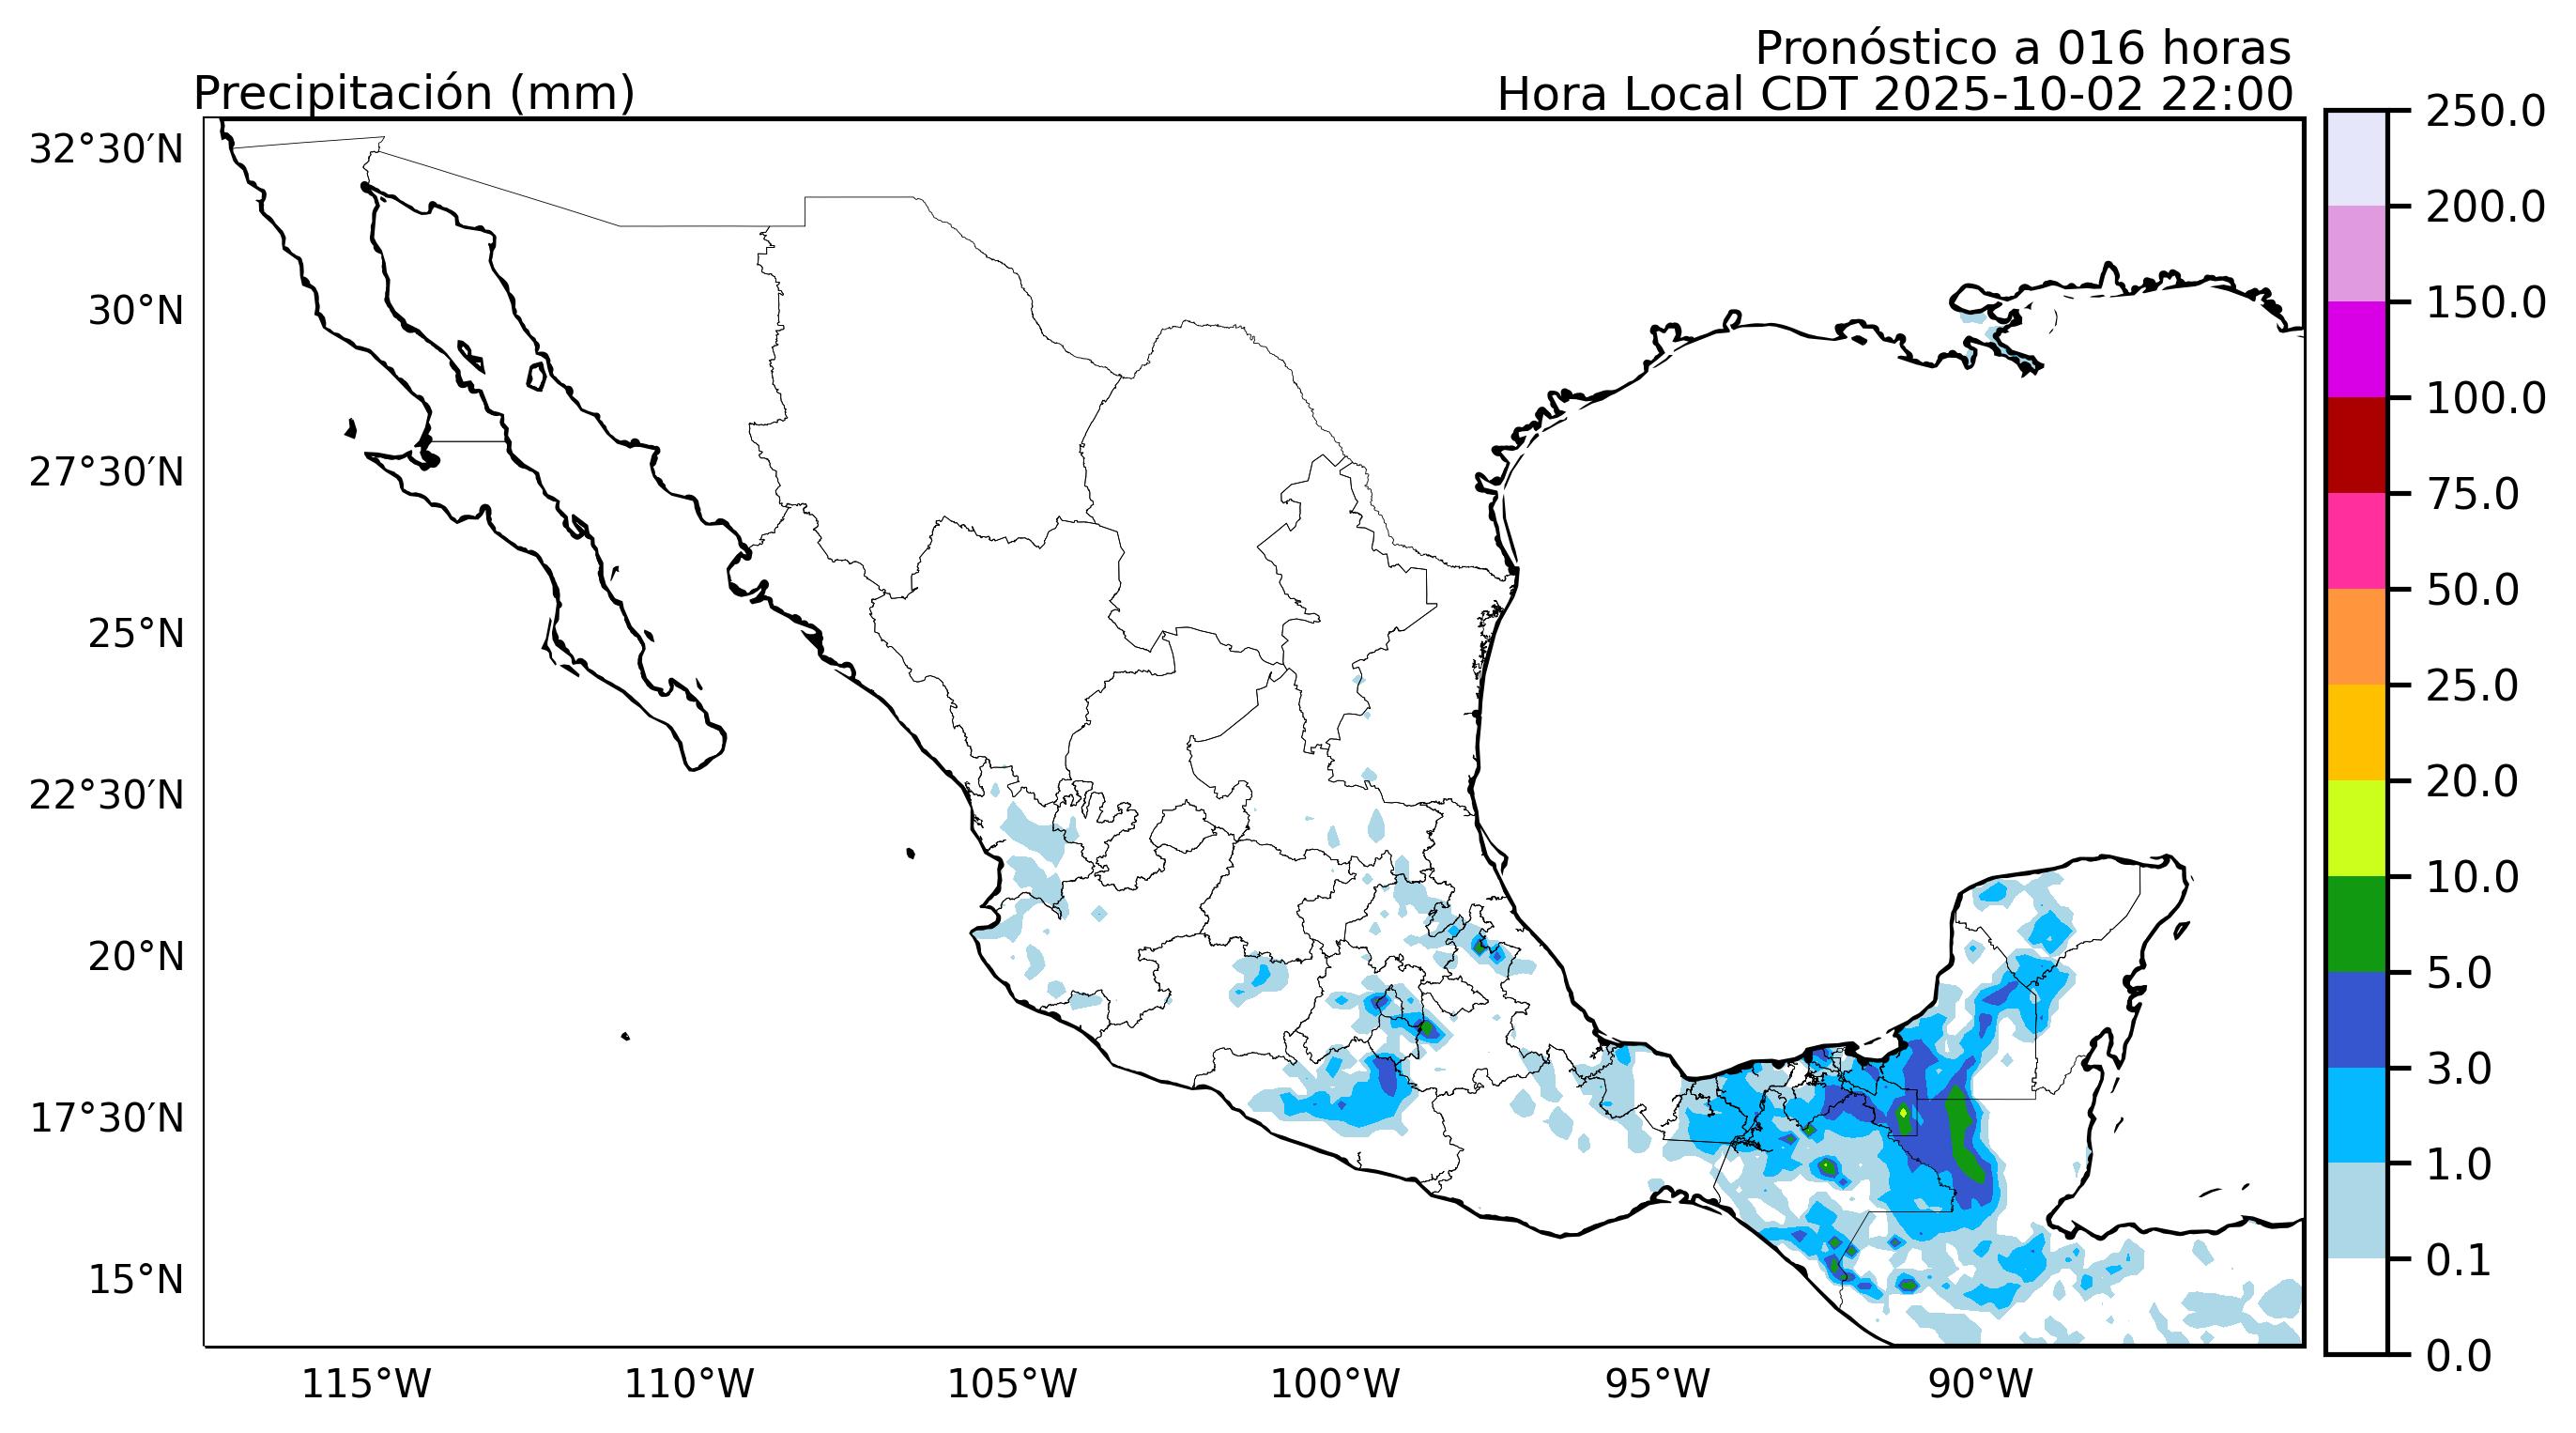 Pronóstico a 016 horas
Precipitación (mm)
Hora Local CDT 2025-10-02 22:00
32°30′N
30°N
27°30′N
25°N
22°30′N
20°N
17°30′N
15°N
115°W
110°W
105°W
100°W
95°W
90°W
250.0
200.0
150.0
100.0
75.0
50.0
25.0
20.0
10.0
5.0
3.0
1.0
0.1
0.0